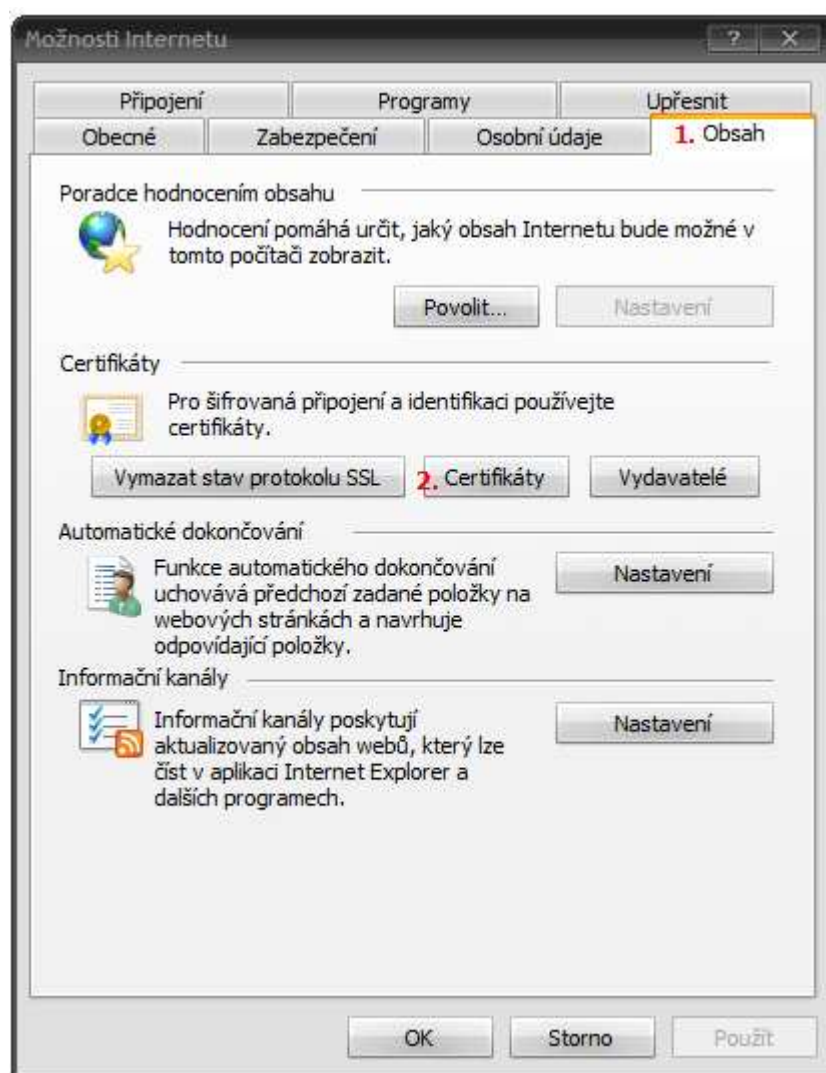 Možnosti Internetu
Připojení Programy Upřesnit
Obecné Zabezpečení Osobní údaje 1. Obsah
Poradce hodnocením obsahu
Hodnocení pomáhá určit, jaký obsah Internetu bude možné v
tomto počítači zobrazit.
Povolit... Nastavení
Certifikáty
Pro šifrovaná připojení a identifikaci používejte
certifikáty.
Vymazat stav protokolu SSL 2. Certifikáty Vydavatelé
Automatické dokončování
Funkce automatického dokončování
uchovává předchozí zadané položky na
webových stránkách a navrhuje
odpovídající položky.
Nastavení
Informační kanály
Informační kanály poskytují
aktualizovaný obsah webů, který lze
číst v aplikaci Internet Explorer a
dalších programech.
Nastavení
OK Storno Použít